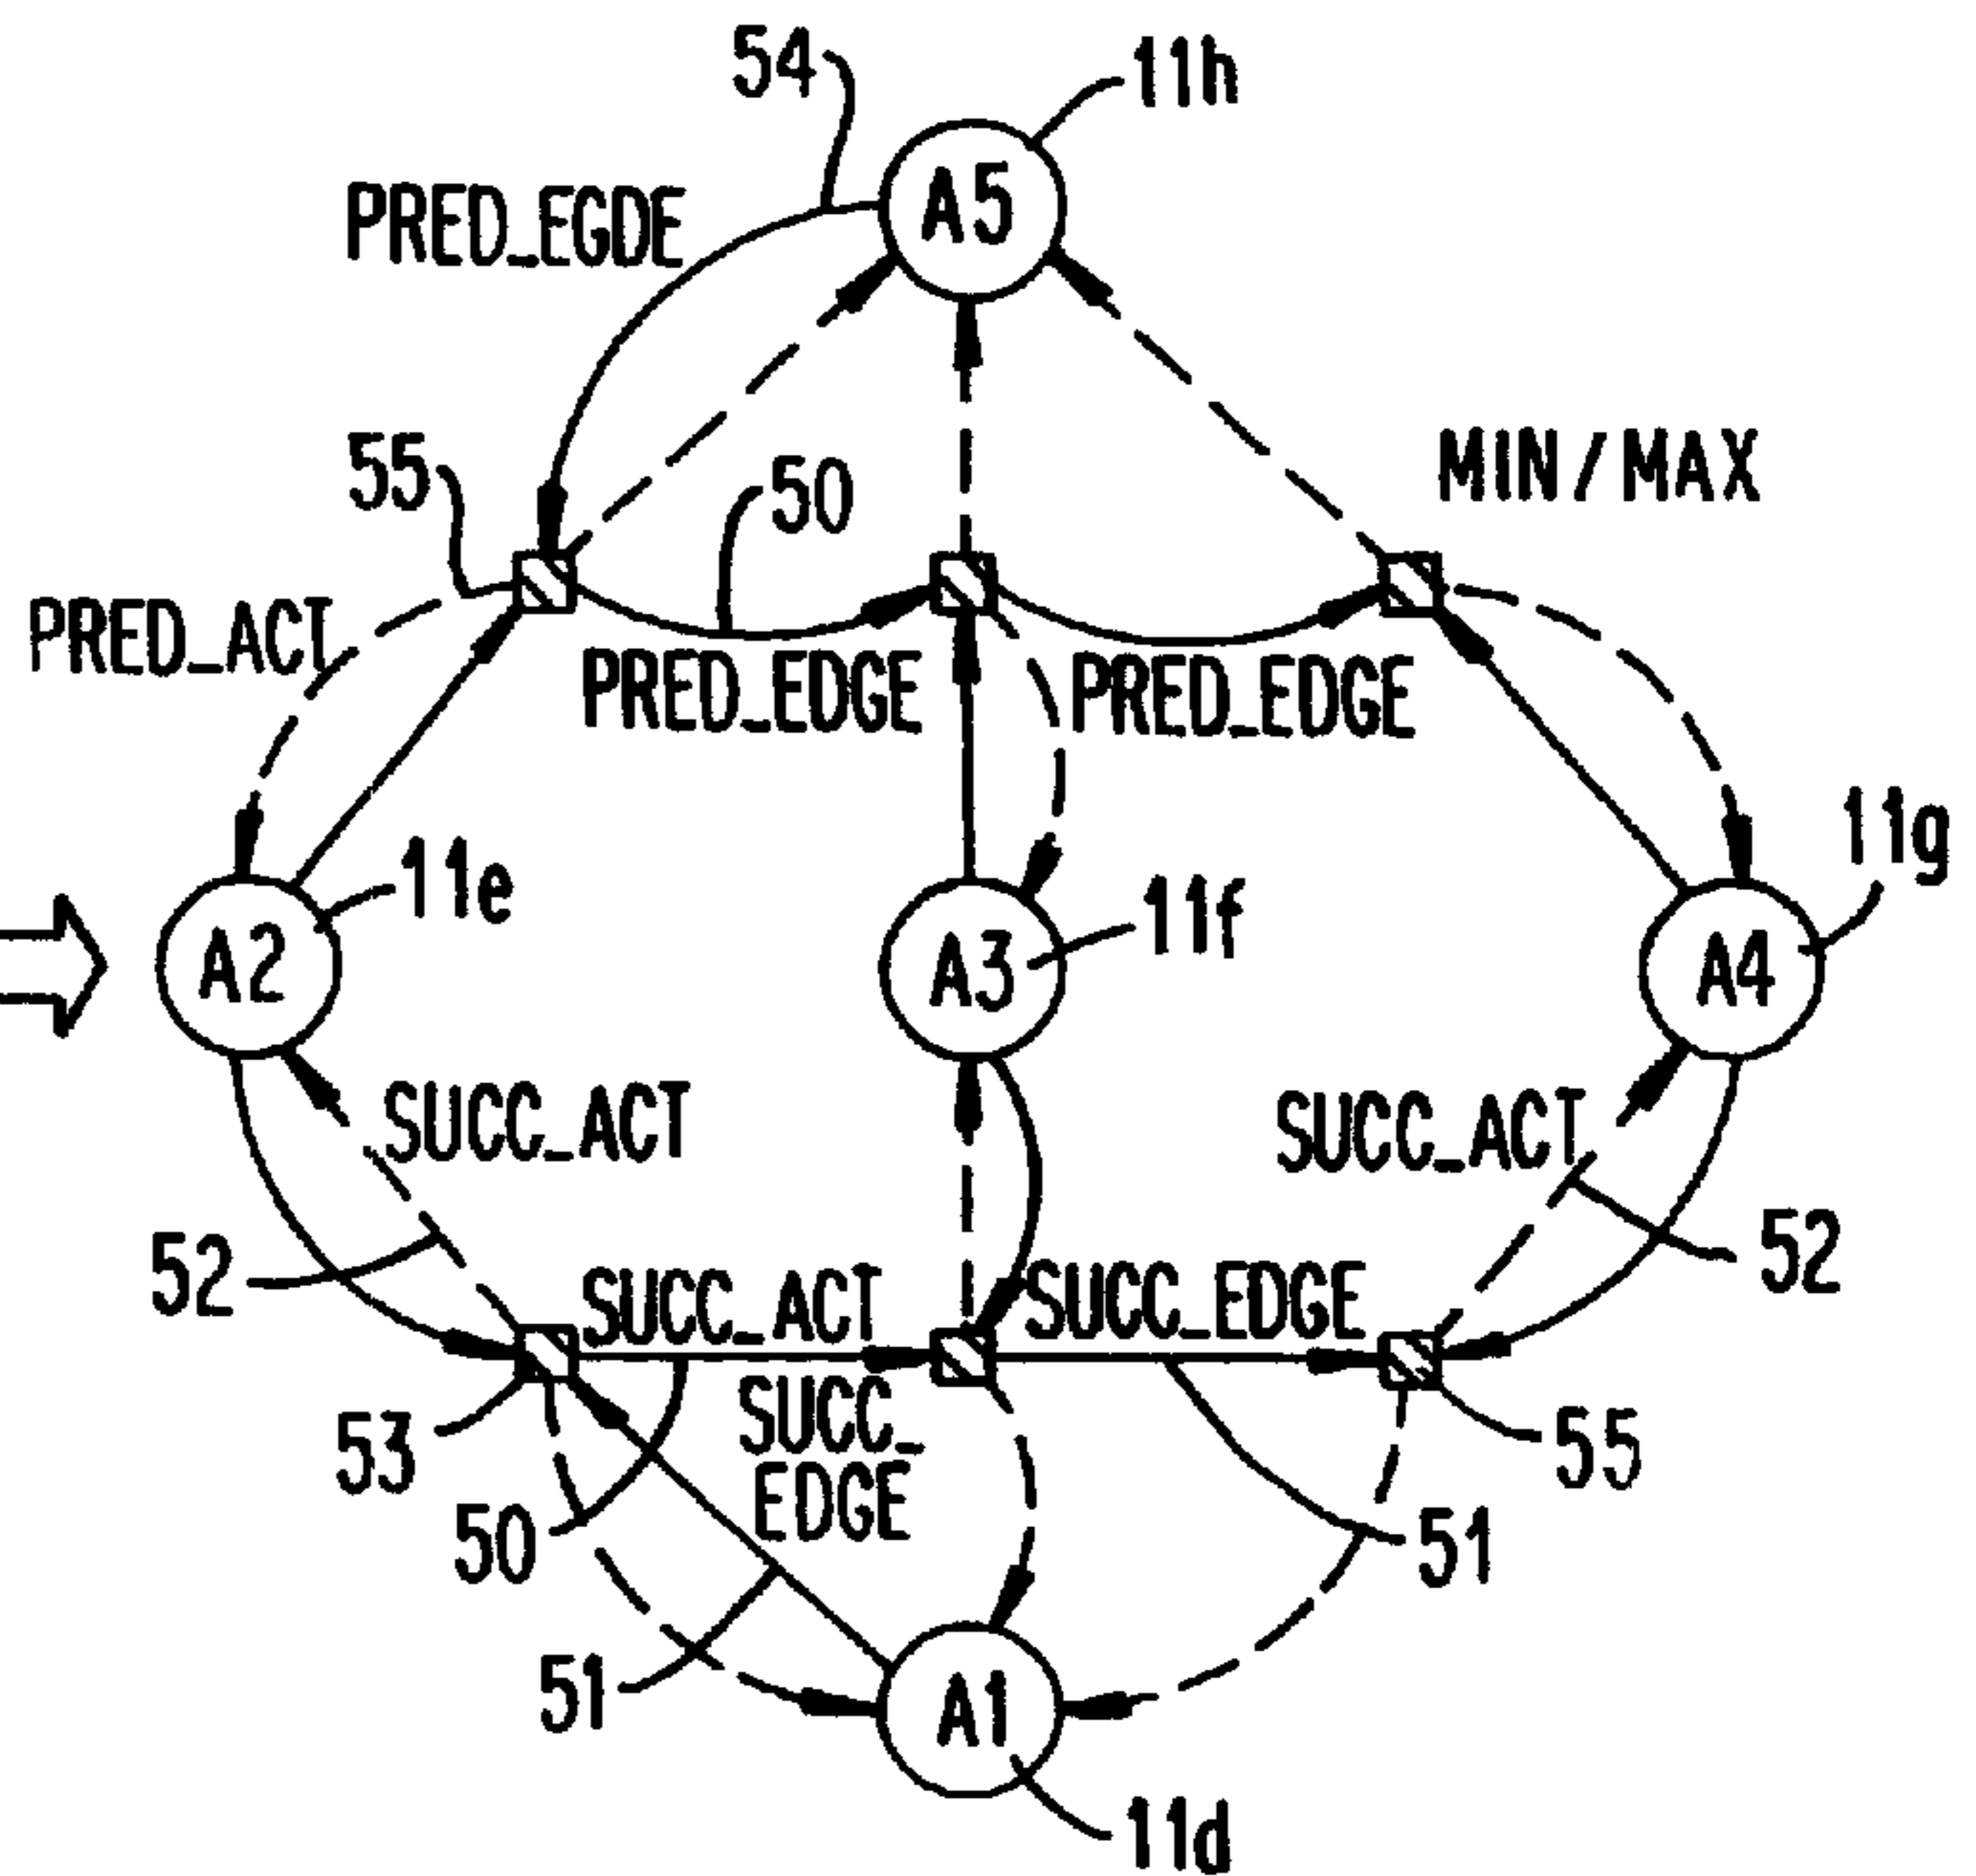 54
11h
A5
PRED_EGDE
55
50
MIN/MAX
PRED_ACT
PRED_EDGE
PRED_EDGE
11e
11g
11f
A2
A3
A4
SUCC_ACT
SUCC_ACT
52
52
SUCC_ACT
SUCC_EDGE
53
SUCC_
EDGE
55
50
51
51
A1
11d